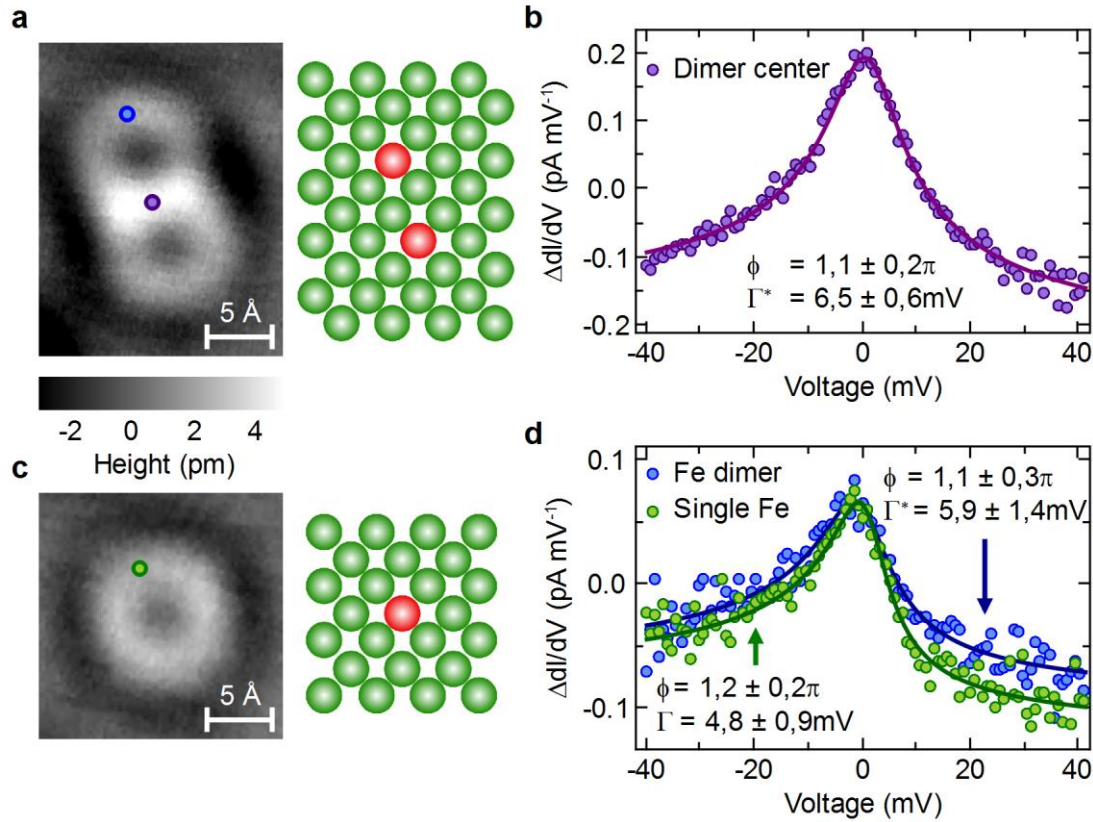 a
5 Å
-2 0 2 4
Height (pm)
b
0.2
0.1
0.0
-0.1
-0.2
ΔdI/dV (pA mV⁻¹)
Dimer center
ϕ = 1,1 ± 0,2π
Γ* = 6,5 ± 0,6mV
-40 -20 0 20 40
Voltage (mV)
c
5 Å
d
0.1
0.0
-0.1
ΔdI/dV (pA mV⁻¹)
Fe dimer
Single Fe
ϕ = 1,1 ± 0,3π
Γ* = 5,9 ± 1,4mV
ϕ = 1,2 ± 0,2π
Γ = 4,8 ± 0,9mV
-40 -20 0 20 40
Voltage (mV)